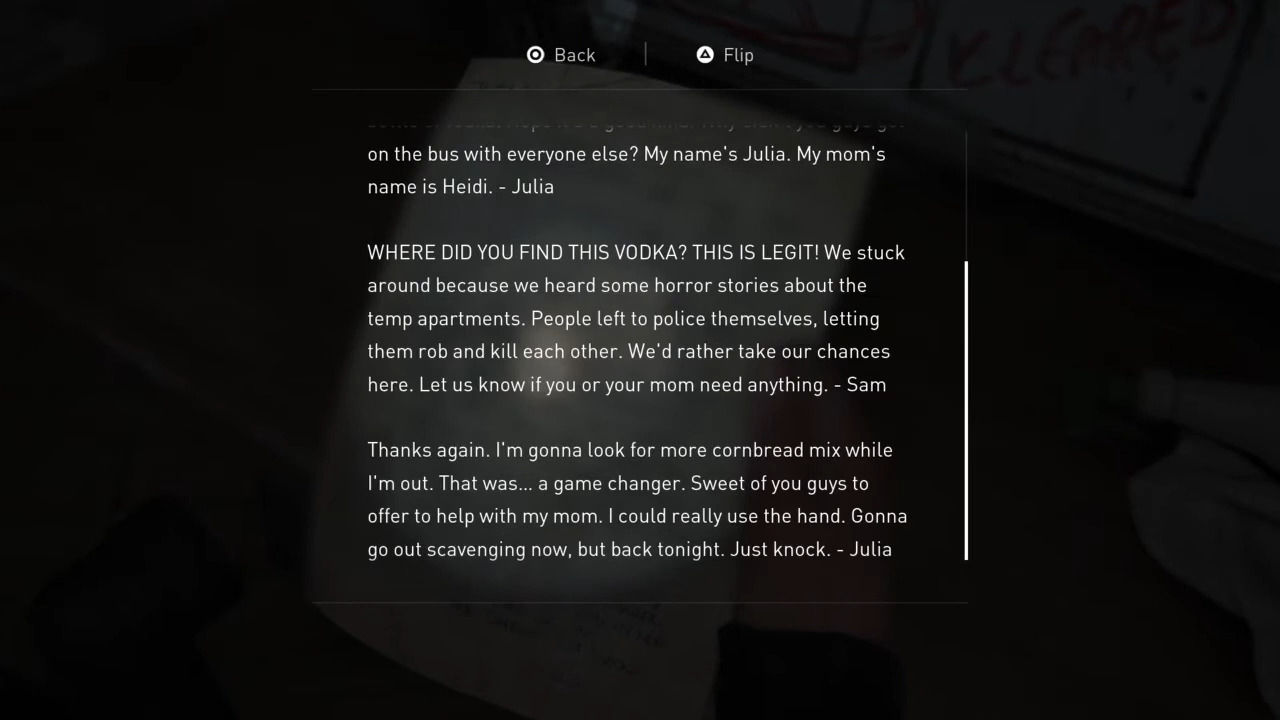 Back
Flip
CLEARED
on the bus with everyone else? My name's Julia. My mom's
name is Heidi. - Julia
WHERE DID YOU FIND THIS VODKA? THIS IS LEGIT! We stuck
around because we heard some horror stories about the
temp apartments. People left to police themselves, letting
them rob and kill each other. We'd rather take our chances
here. Let us know if you or your mom need anything. - Sam
Thanks again. I'm gonna look for more cornbread mix while
I'm out. That was... a game changer. Sweet of you guys to
offer to help with my mom. I could really use the hand. Gonna
go out scavenging now, but back tonight. Just knock. - Julia